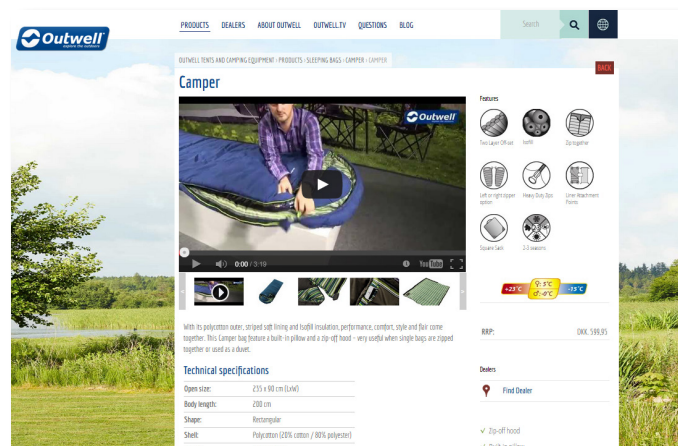 Outwell
explore the outdoors
PRODUCTS DEALERS ABOUT OUTWELL OUTWELL.TV QUESTIONS BLOG
Search
OUTWELL TENTS AND CAMPING EQUIPMENT › PRODUCTS › SLEEPING BAGS › CAMPER › CAMPER
BACK
Camper
Outwell
0:00 / 3:19
YouTube
Features
Two Layer Off-set
Isofill
Zip together
Left or right zipper
option
Heavy Duty Zips
Liner Attachment
Points
Square Sack
2-3 seasons
+23°C
♀: 5°C
♂: -0°C
-15°C
With its polycotton outer, striped soft lining and Isofill insulation, performance, comfort, style and flair come
together. This Camper bag feature a built-in pillow and a zip-off hood - very useful when single bags are zipped
together or used as a duvet.
RRP: DKK. 599,95
Technical specifications
Open size: 235 x 90 cm (LxW)
Body length: 200 cm
Shape: Rectangular
Shell: Polycotton (20% cotton / 80% polyester)
Dealers
Find Dealer
✓ Zip-off hood